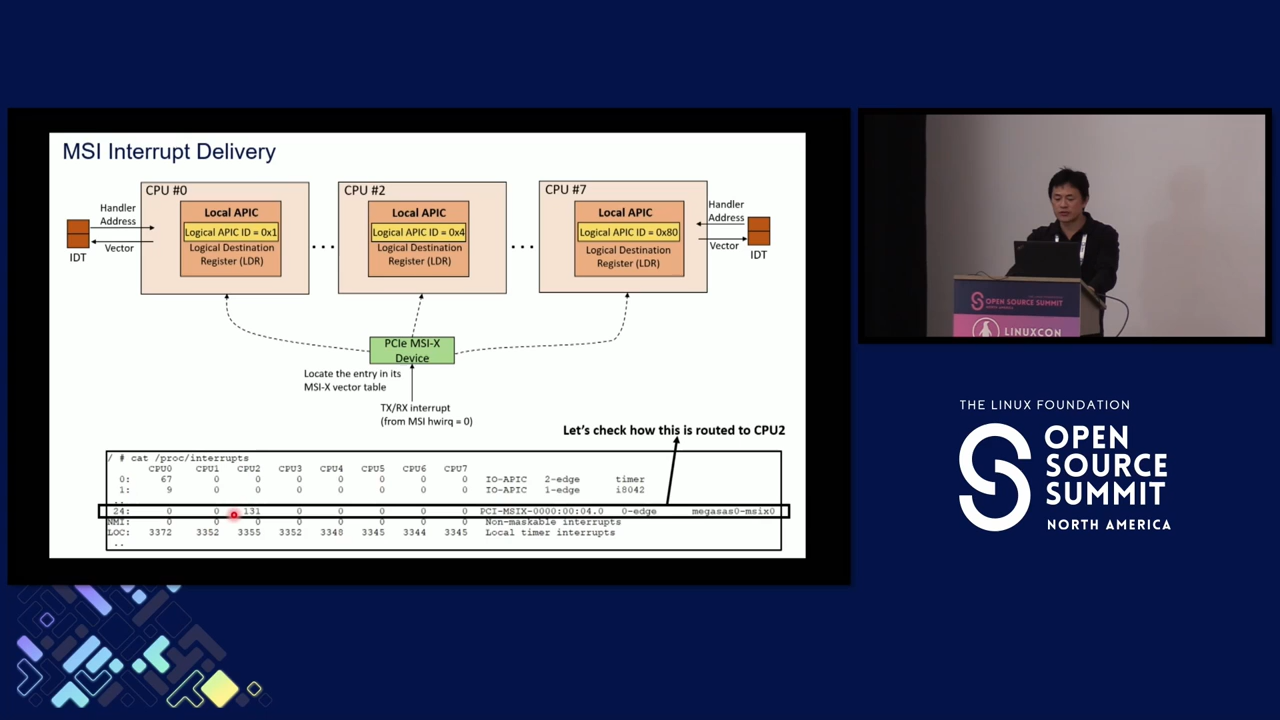 MSI Interrupt Delivery
CPU #0
CPU #2
CPU #7
Handler
Address
Vector
IDT
Local APIC
Logical APIC ID = 0x1
Logical Destination
Register (LDR)
...
Local APIC
Logical APIC ID = 0x4
Logical Destination
Register (LDR)
...
Local APIC
Logical APIC ID = 0x80
Logical Destination
Register (LDR)
Handler
Address
Vector
IDT
PCIe MSI-X
Device
Locate the entry in its
MSI-X vector table
TX/RX interrupt
(from MSI hwirq = 0)
Let's check how this is routed to CPU2
/ # cat /proc/interrupts
CPU0 CPU1 CPU2 CPU3 CPU4 CPU5 CPU6 CPU7
0: 67 0 0 0 0 0 0 0 IO-APIC 2-edge timer
1: 9 0 0 0 0 0 0 0 IO-APIC 1-edge i8042
..
24: 0 0 131 0 0 0 0 0 PCI-MSIX-0000:00:04.0 0-edge megasas0-msix0
NMI: 0 0 0 0 0 0 0 0 Non-maskable interrupts
LOC: 3372 3352 3355 3352 3348 3345 3344 3345 Local timer interrupts
..
OPEN SOURCE SUMMIT
LINUXCON
THE LINUX FOUNDATION
OPEN
SOURCE
SUMMIT
NORTH AMERICA